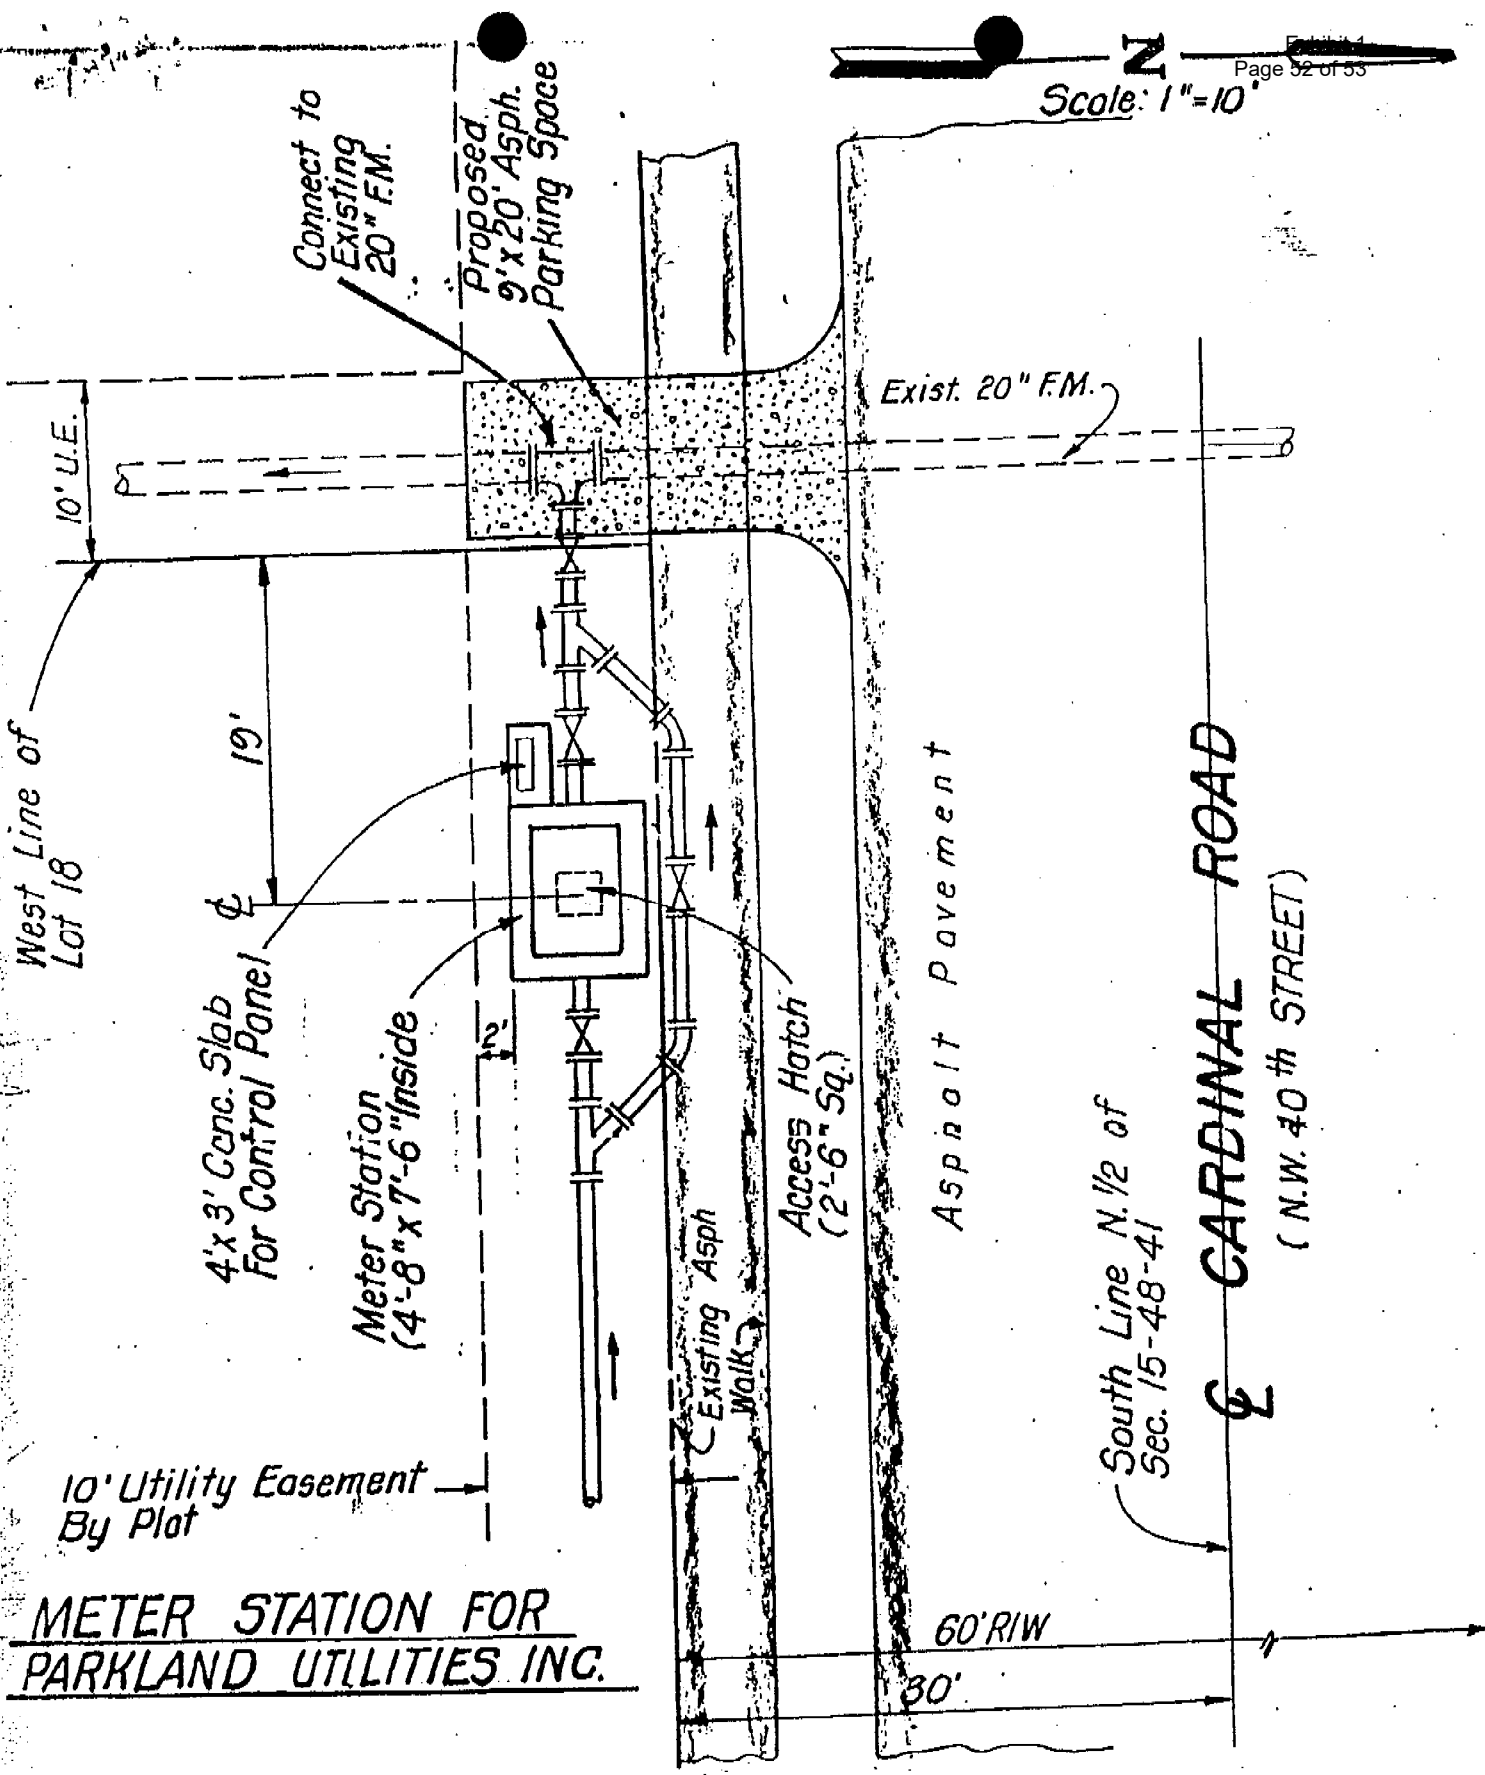 Exhibit 1
Page 52 of 53
N
Scale: 1"=10'
Connect to
Existing
20" F.M.
Proposed
9'x20' Asph.
Parking Space
Exist. 20" F.M.
10' U.E.
19'
West Line of
Lot 18
℄
4'x3' Conc. Slab
For Control Panel
Meter Station
(4'-8"x7'-6" Inside
2'
Access Hatch
(2'-6" Sq.)
Existing Asph
Walk
Asphalt Pavement
South Line N.1/2 of
Sec. 15-48-41
℄ CARDINAL ROAD
(N.W. 40th STREET)
10' Utility Easement
By Plat
METER STATION FOR
PARKLAND UTILITIES INC.
60' R/W
30'